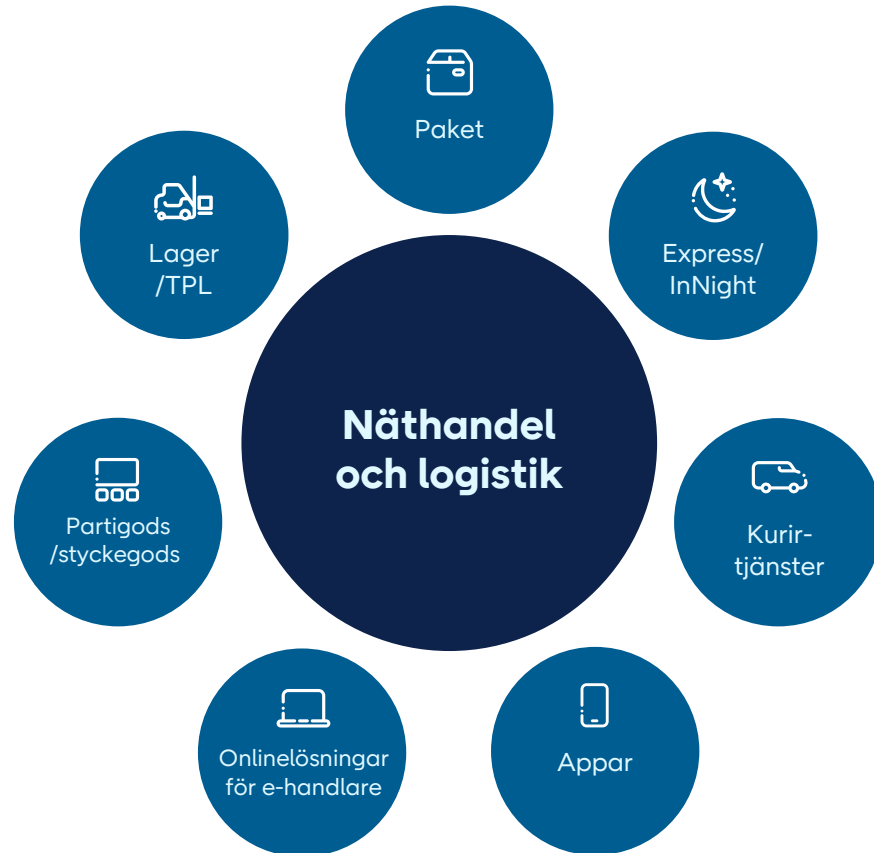 Paket
Lager
/TPL
Express/
InNight
Näthandel
och logistik
Partigods
/styckegods
Kurir-
tjänster
Onlinelösningar
för e-handlare
Appar